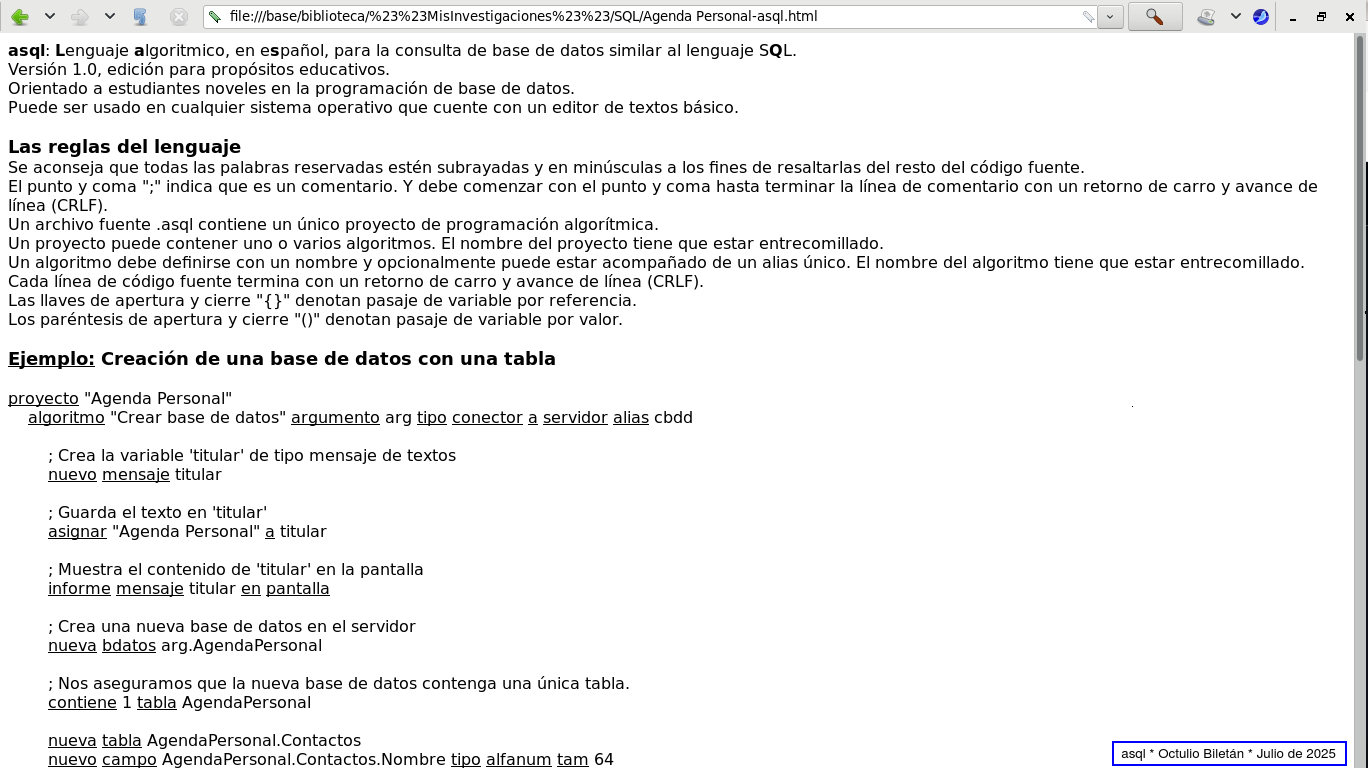 file:///base/biblioteca/%23%23MisInvestigaciones%23%23/SQL/Agenda Personal-asql.html
asql: Lenguaje algoritmico, en español, para la consulta de base de datos similar al lenguaje SQL.
Versión 1.0, edición para propósitos educativos.
Orientado a estudiantes noveles en la programación de base de datos.
Puede ser usado en cualquier sistema operativo que cuente con un editor de textos básico.
Las reglas del lenguaje
Se aconseja que todas las palabras reservadas estén subrayadas y en minúsculas a los fines de resaltarlas del resto del código fuente.
El punto y coma ";" indica que es un comentario. Y debe comenzar con el punto y coma hasta terminar la línea de comentario con un retorno de carro y avance de
línea (CRLF).
Un archivo fuente .asql contiene un único proyecto de programación algorítmica.
Un proyecto puede contener uno o varios algoritmos. El nombre del proyecto tiene que estar entrecomillado.
Un algoritmo debe definirse con un nombre y opcionalmente puede estar acompañado de un alias único. El nombre del algoritmo tiene que estar entrecomillado.
Cada línea de código fuente termina con un retorno de carro y avance de línea (CRLF).
Las llaves de apertura y cierre "{}" denotan pasaje de variable por referencia.
Los paréntesis de apertura y cierre "()" denotan pasaje de variable por valor.
Ejemplo: Creación de una base de datos con una tabla
proyecto "Agenda Personal"
algoritmo "Crear base de datos" argumento arg tipo conector a servidor alias cbdd
; Crea la variable 'titular' de tipo mensaje de textos
nuevo mensaje titular
; Guarda el texto en 'titular'
asignar "Agenda Personal" a titular
; Muestra el contenido de 'titular' en la pantalla
informe mensaje titular en pantalla
; Crea una nueva base de datos en el servidor
nueva bdatos arg.AgendaPersonal
; Nos aseguramos que la nueva base de datos contenga una única tabla.
contiene 1 tabla AgendaPersonal
nueva tabla AgendaPersonal.Contactos
nuevo campo AgendaPersonal.Contactos.Nombre tipo alfanum tam 64
asql * Octulio Biletán * Julio de 2025